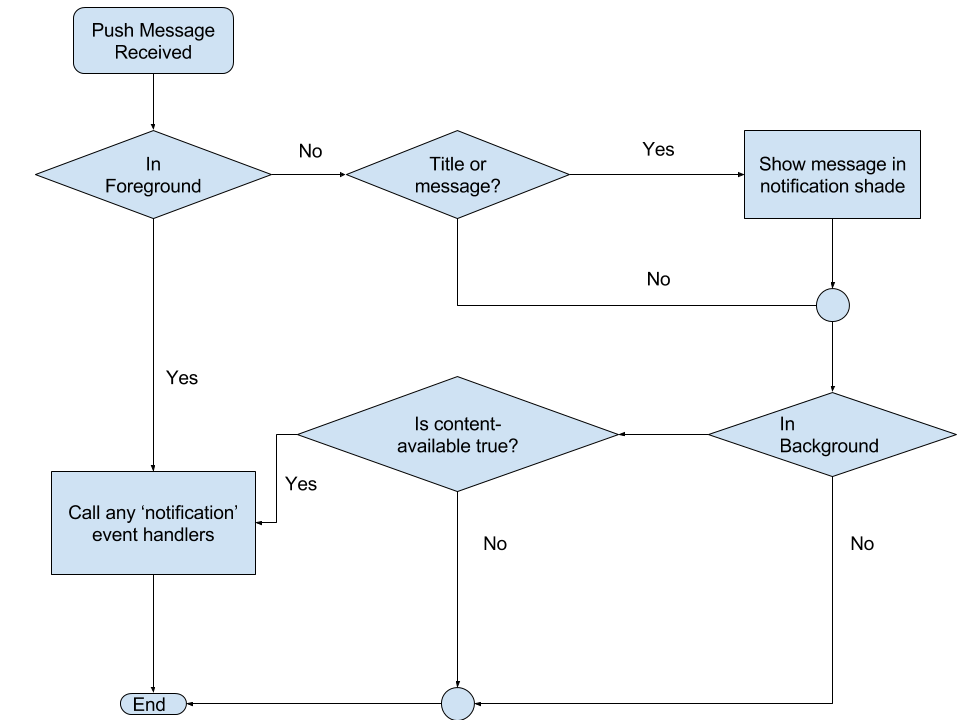 Push Message
Received
In
Foreground
No
Title or
message?
Yes
Show message in
notification shade
No
Yes
Is content-
available true?
In
Background
Yes
Call any ‘notification’
event handlers
No
No
End